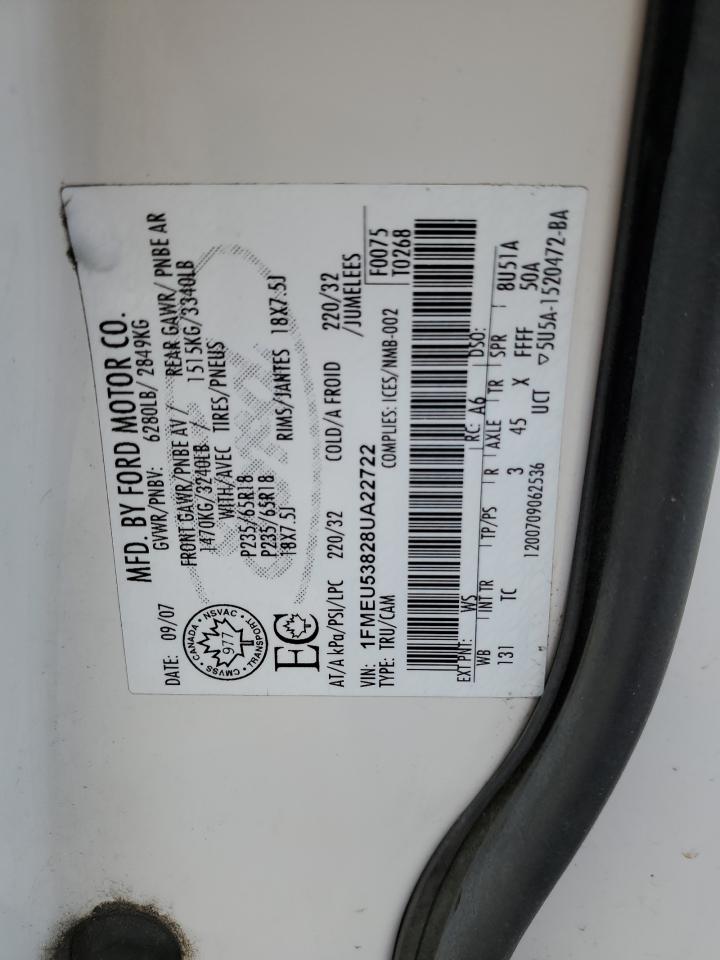 MFD. BY FORD MOTOR CO.
DATE: 09/07 GVWR/PNBV: 6280LB/ 2849KG
FRONT GAWR/PNBE AV/ REAR GAWR/ PNBE AR
1470KG/3240LB / 1515KG/3340LB
WITH/AVEC TIRES/PNEUS
P235/65R18
P235/65R18
18X7.5J RIMS/JANTES 18X7.5J
CMVSS · CANADA · NSVAC · TRANSPORT
977
EC
AT/A kPa/PSI/LPC 220/32 COLD/A FROID 220/32
/JUMELEES
VIN: 1FMEU53828UA22722 F0075
TYPE: TRU/CAM COMPLIES: ICES/NMB-002 T0268
EXT PNT: WS RC: A6 DSO: 8U51A
WB INT TR TP/PS R AXLE TR SPR 50A
131 TC 3 45 X FFFF
UCT ▽5U5A-1520472-BA
1200709062536